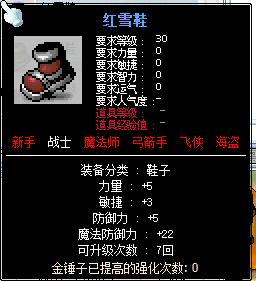 红雪鞋
要求等级 : 30
要求力量 : 0
要求敏捷 : -
要求智力 : 0
要求运气 : 0
要求人气度 : -
道具等级 : -
道具经验值 : -
新手 战士 魔法师 弓箭手 飞侠 海盗
装备分类 : 鞋子
力量 : +5
敏捷 : +3
防御力 : +5
魔法防御力 : +22
可升级次数 : 7回
金锤子已提高的强化次数: 0